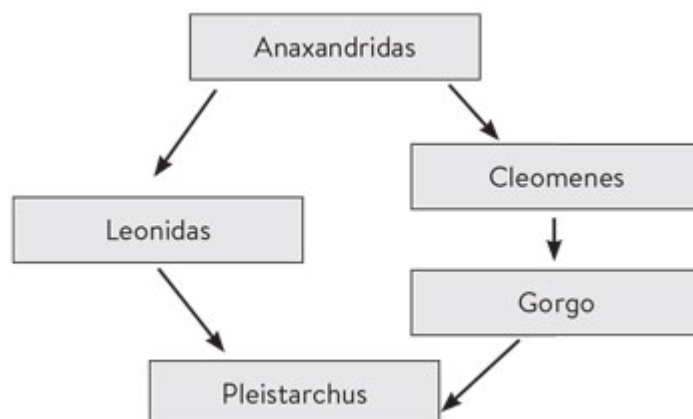 Anaxandridas
Cleomenes
Leonidas
Gorgo
Pleistarchus